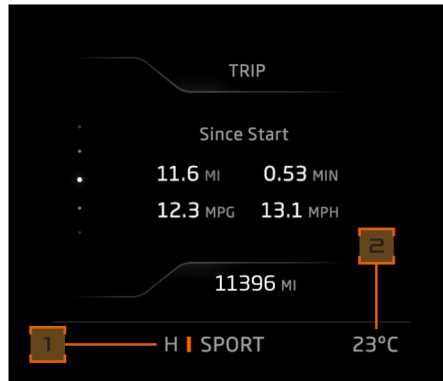 TRIP
Since Start
11.6 MI 0.53 MIN
12.3 MPG 13.1 MPH
2
11396 MI
1 H SPORT 23°C